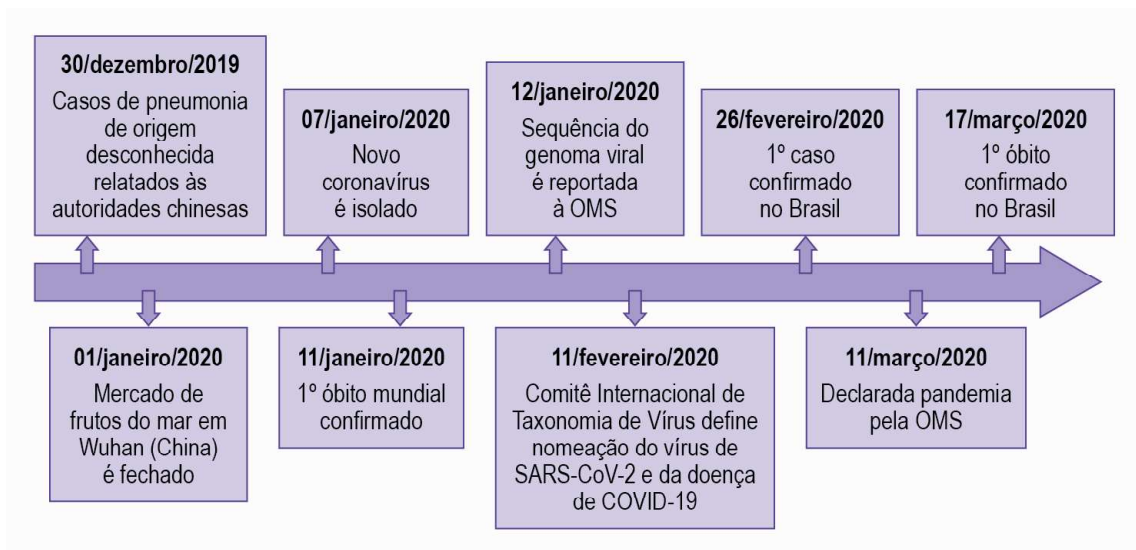 30/dezembro/2019
Casos de pneumonia
de origem
desconhecida
relatados às
autoridades chinesas
07/janeiro/2020
Novo
coronavírus
é isolado
12/janeiro/2020
Sequência do
genoma viral
é reportada
à OMS
26/fevereiro/2020
1º caso
confirmado
no Brasil
17/março/2020
1º óbito
confirmado
no Brasil
01/janeiro/2020
Mercado de
frutos do mar em
Wuhan (China)
é fechado
11/janeiro/2020
1º óbito mundial
confirmado
11/fevereiro/2020
Comitê Internacional de
Taxonomia de Vírus define
nomeação do vírus de
SARS-CoV-2 e da doença
de COVID-19
11/março/2020
Declarada pandemia
pela OMS